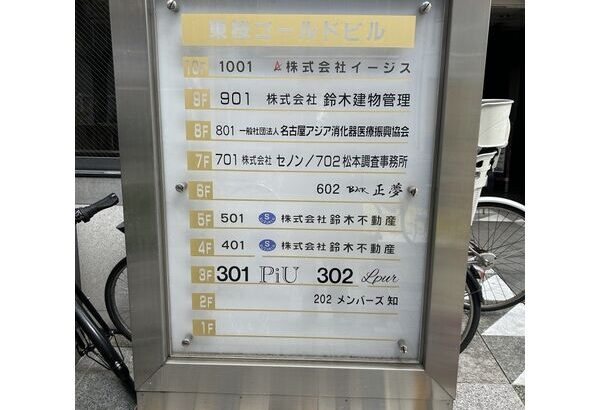 東桜ゴールドビル
10F 1001 株式会社イージス
9F 901 株式会社 鈴木建物管理
8F 801 一般社団法人 名古屋アジア消化器医療振興協会
7F 701 株式会社 セノン/702 松本調査事務所
6F 602 BAR 正夢
5F 501 S 株式会社鈴木不動産
4F 401 S 株式会社鈴木不動産
3F 301 PiU 302 Lpur
2F 202 メンバーズ 知
1F